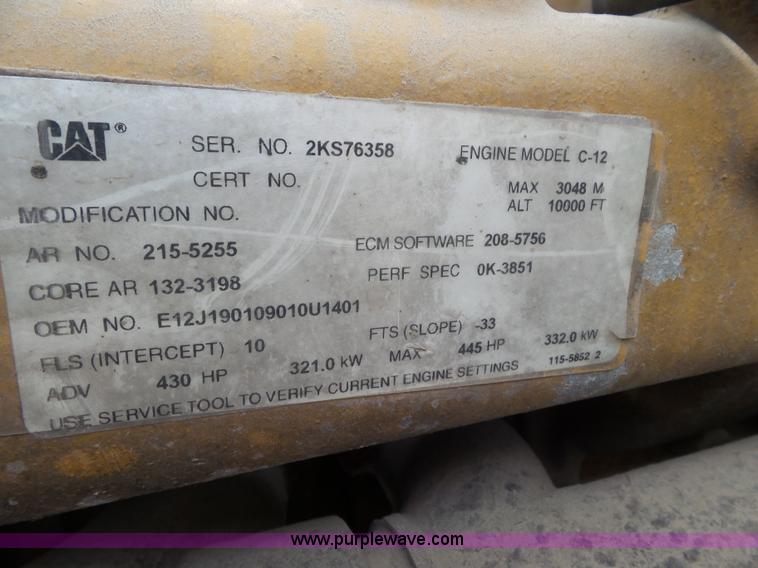 CAT® SER. NO. 2KS76358 ENGINE MODEL C-12
CERT NO. MAX 3048 M
MODIFICATION NO. ALT 10000 FT
AR NO. 215-5255 ECM SOFTWARE 208-5756
CORE AR 132-3198 PERF SPEC 0K-3851
OEM NO. E12J190109010U1401
FLS (INTERCEPT) 10 FTS (SLOPE) -33
ADV 430 HP 321.0 kW MAX 445 HP 332.0 kW
USE SERVICE TOOL TO VERIFY CURRENT ENGINE SETTINGS 115-5852 2
www.purplewave.com